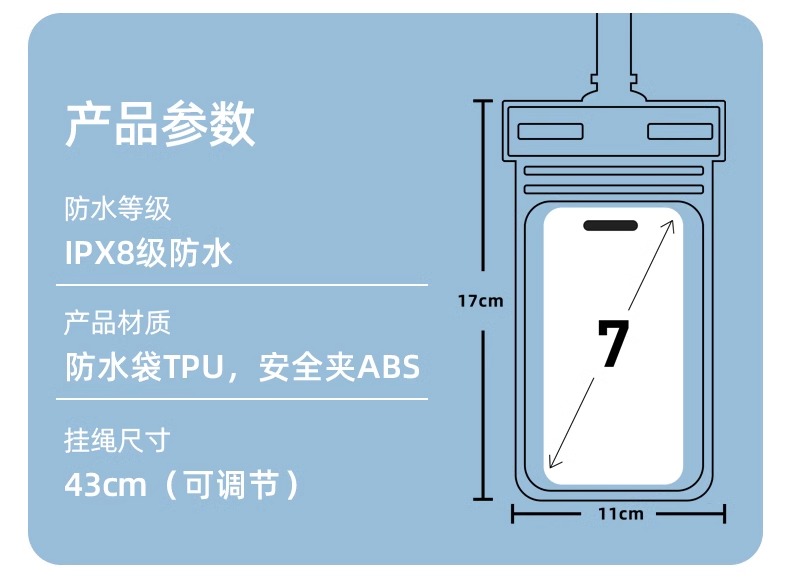 产品参数
防水等级
IPX8级防水
产品材质
防水袋TPU，安全夹ABS
挂绳尺寸
43cm（可调节）
17cm
7
11cm